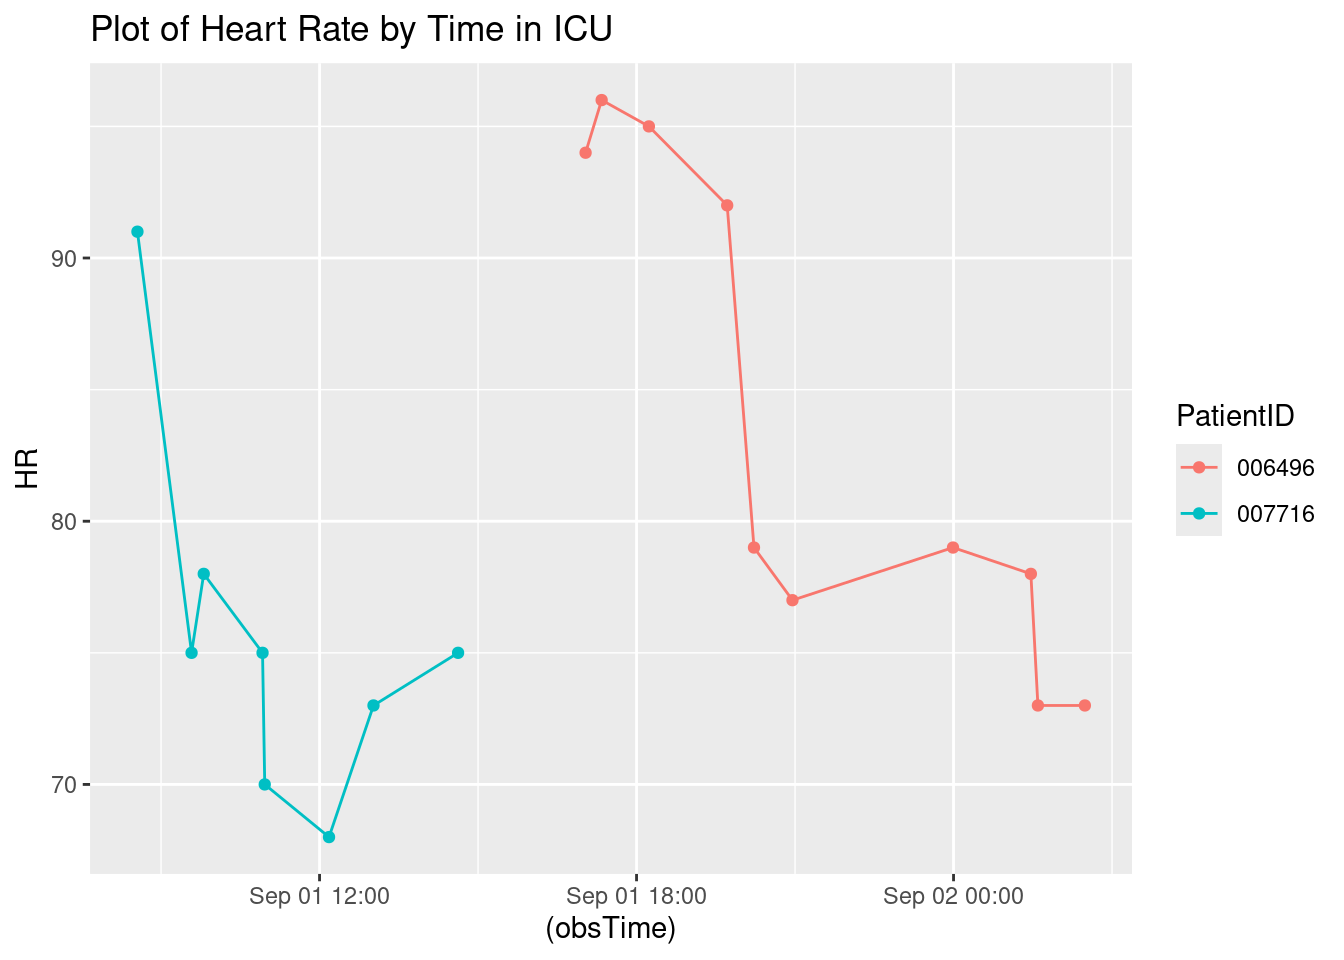 Plot of Heart Rate by Time in ICU
HR
90
80
70
Sep 01 12:00
Sep 01 18:00
Sep 02 00:00
(obsTime)
PatientID
006496
007716